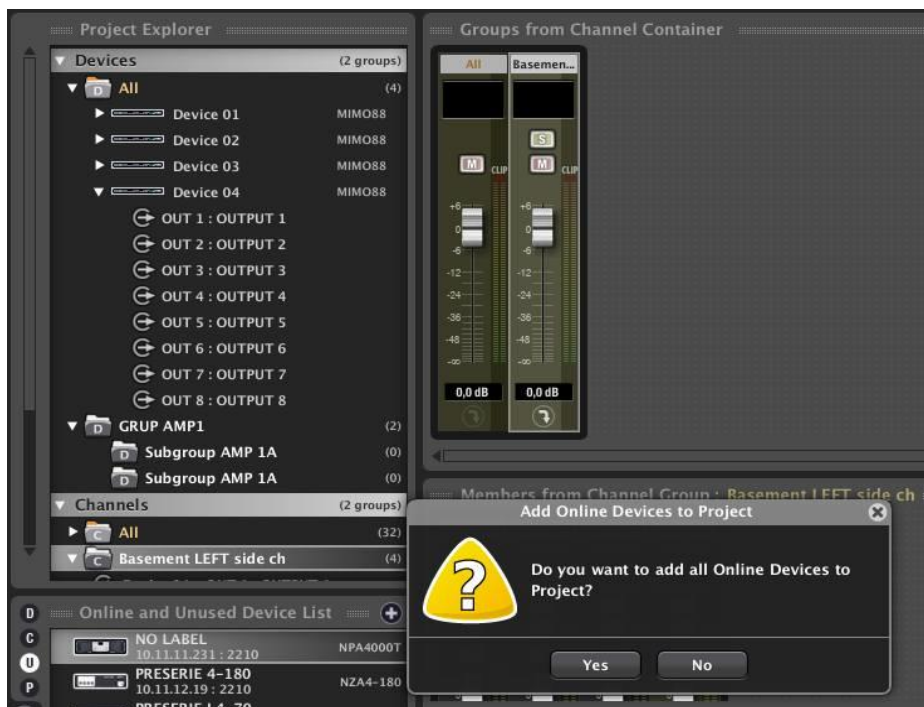 Project Explorer
Devices (2 groups)
All (4)
Device 01 MIMO88
Device 02 MIMO88
Device 03 MIMO88
Device 04 MIMO88
OUT 1 : OUTPUT 1
OUT 2 : OUTPUT 2
OUT 3 : OUTPUT 3
OUT 4 : OUTPUT 4
OUT 5 : OUTPUT 5
OUT 6 : OUTPUT 6
OUT 7 : OUTPUT 7
OUT 8 : OUTPUT 8
GRUP AMP1 (2)
Subgroup AMP 1A (0)
Subgroup AMP 1A (0)
Channels (2 groups)
All (32)
Basement LEFT side ch (4)
D
C
U
P
Online and Unused Device List
NO LABEL
10.11.11.231 : 2210 NPA4000T
PRESERIE 4-180
10.11.12.19 : 2210 NZA4-180
Groups from Channel Container
All Basemen...
S
M CLIP M CLIP
+6 +6
0 0
-6 -6
-12 -12
-24 -24
-36 -36
-48 -48
-∞ -∞
0,0 dB 0,0 dB
Members from Channel Group : Basement LEFT side ch
Add Online Devices to Project
Do you want to add all Online Devices to
Project?
Yes No